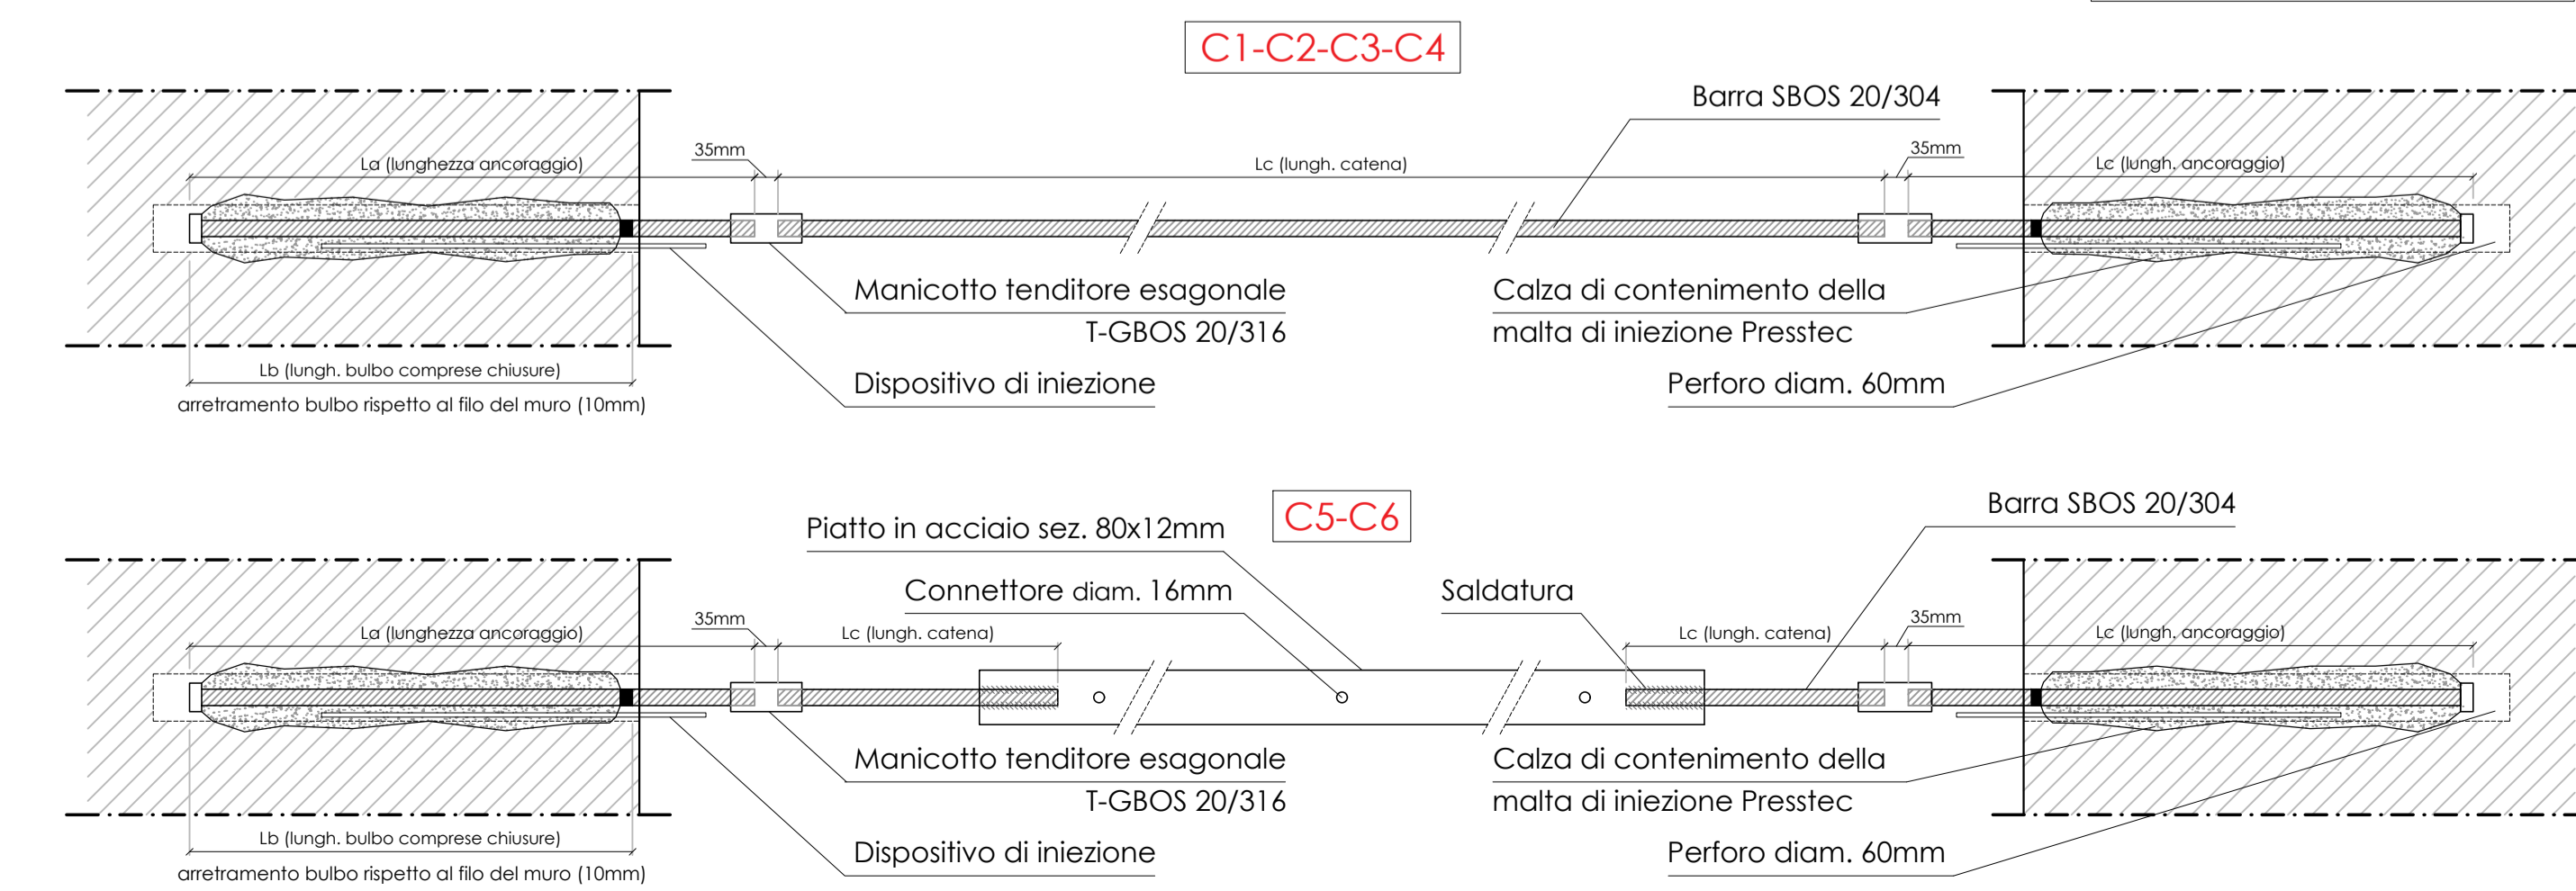 C1-C2-C3-C4
Barra SBOS 20/304
La (lunghezza ancoraggio)
35mm
Lc (lungh. catena)
35mm
Lc (lungh. ancoraggio)
Manicotto tenditore esagonale
T-GBOS 20/316
Calza di contenimento della
malta di iniezione Presstec
Lb (lungh. bulbo comprese chiusure)
arretramento bulbo rispetto al filo del muro (10mm)
Dispositivo di iniezione
Perforo diam. 60mm
C5-C6
Barra SBOS 20/304
Piatto in acciaio sez. 80x12mm
Connettore diam. 16mm
Saldatura
La (lunghezza ancoraggio)
35mm
Lc (lungh. catena)
Lc (lungh. catena)
35mm
Lc (lungh. ancoraggio)
Manicotto tenditore esagonale
T-GBOS 20/316
Calza di contenimento della
malta di iniezione Presstec
Lb (lungh. bulbo comprese chiusure)
arretramento bulbo rispetto al filo del muro (10mm)
Dispositivo di iniezione
Perforo diam. 60mm